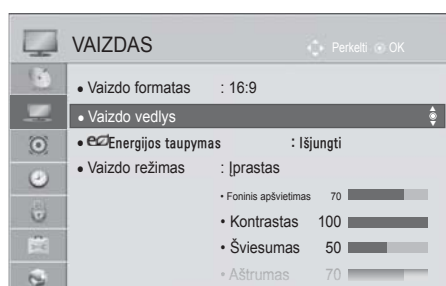 VAIZDAS Perkelti OK
• Vaizdo formatas : 16:9
• Vaizdo vedlys
• eco Energijos taupymas : Išjungti
• Vaizdo režimas : Įprastas
• Foninis apšvietimas 70
• Kontrastas 100
• Šviesumas 50
• Aštrumas 70